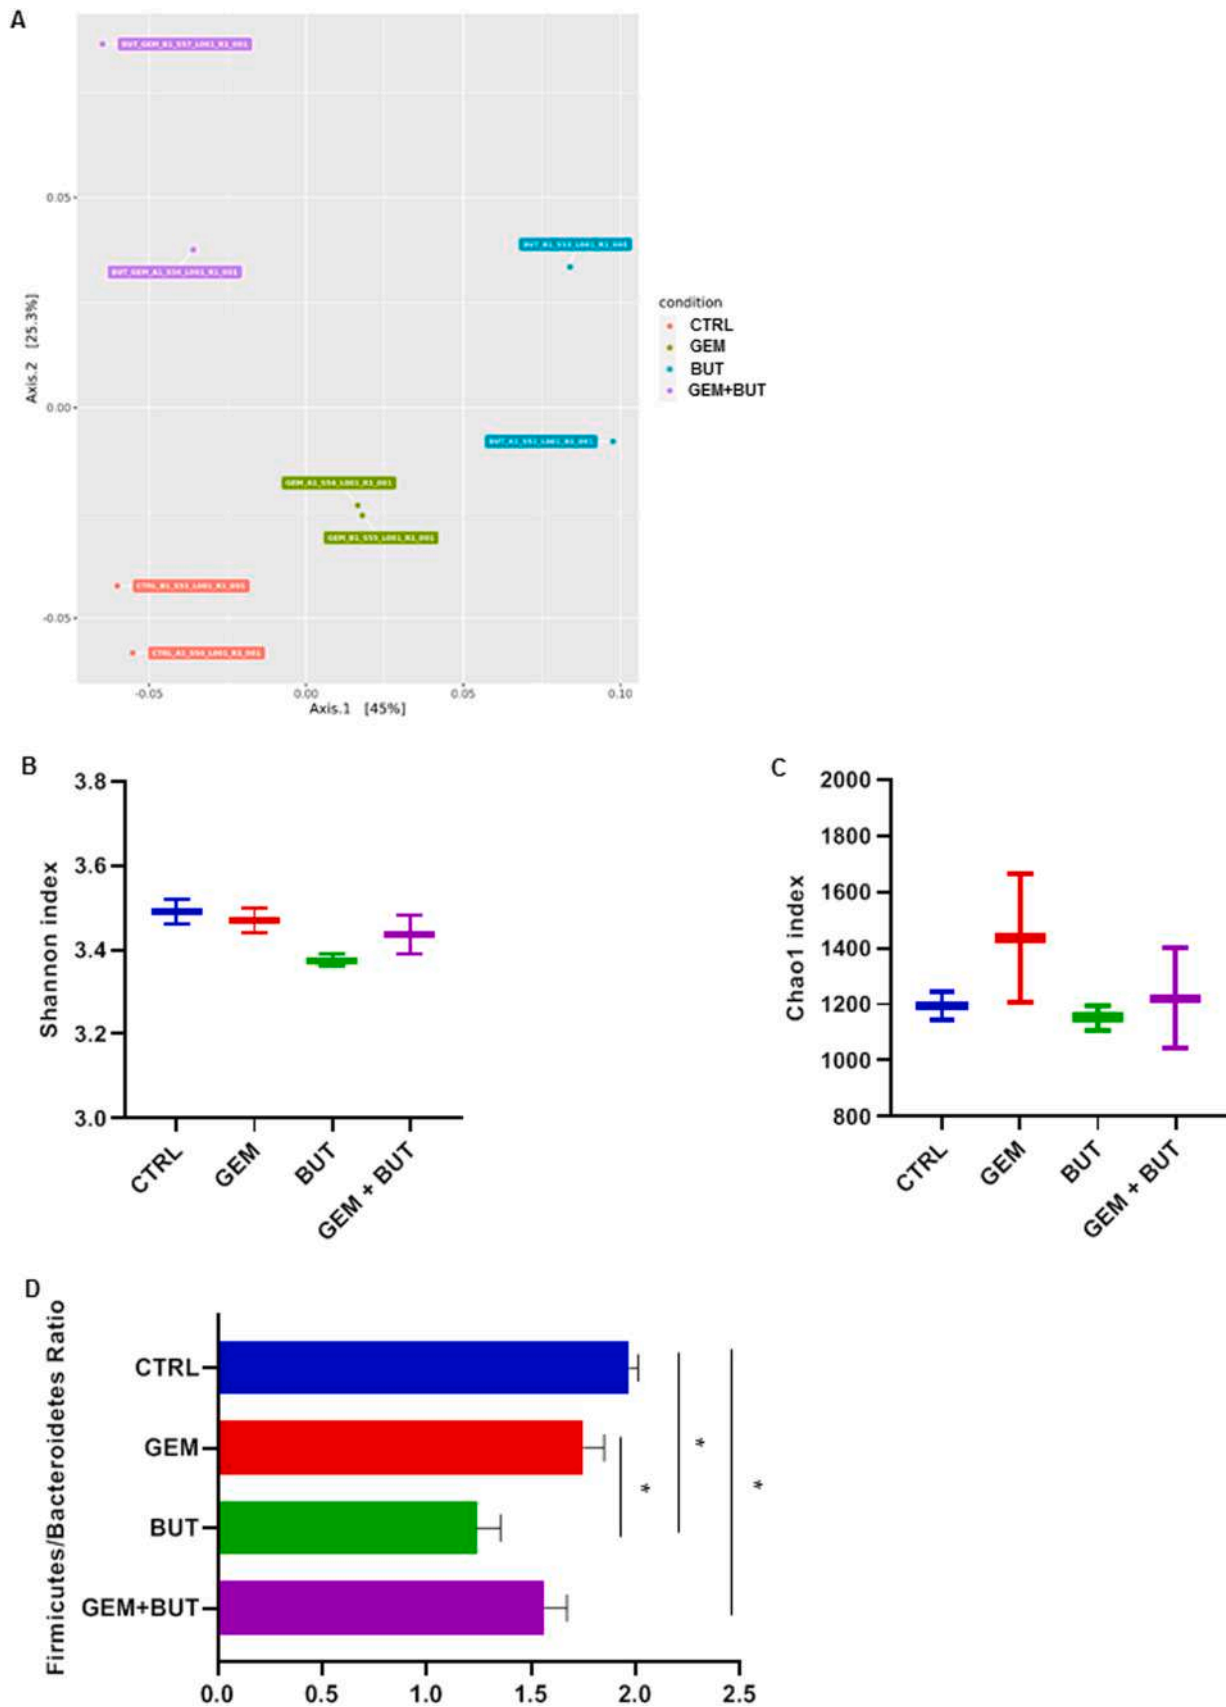 A
BUT_GEM_B1_S57_L001_R1_001
0.05
BUT_GEM_A1_S56_L001_R1_001
GEM_A1_S54_L001_R1_001
GEM_B1_S55_L001_R1_001
0.00
-0.05
-0.05
0.00
0.05
0.10
Axis.2 [25.3%]
Axis.1 [45%]
condition
CTRL
GEM
BUT
GEM+BUT
B
3.8
3.6
3.4
3.2
3.0
Shannon index
CTRL
GEM
BUT
GEM + BUT
C
2000
1800
1600
1400
1200
1000
800
Chao1 index
CTRL
GEM
BUT
GEM + BUT
D
Firmicutes/Bacteroidetes Ratio
CTRL
GEM
BUT
GEM+BUT
*
*
*
0.0
0.5
1.0
1.5
2.0
2.5